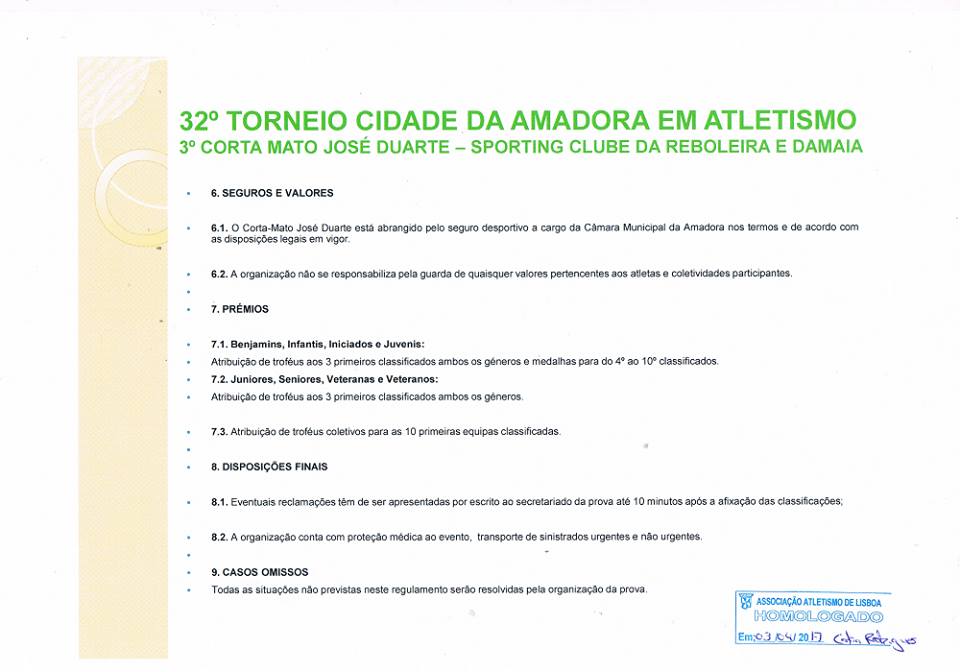 32º TORNEIO CIDADE DA AMADORA EM ATLETISMO
3º CORTA MATO JOSÉ DUARTE – SPORTING CLUBE DA REBOLEIRA E DAMAIA
• 6. SEGUROS E VALORES
• 6.1. O Corta-Mato José Duarte está abrangido pelo seguro desportivo a cargo da Câmara Municipal da Amadora nos termos e de acordo com
as disposições legais em vigor.
• 6.2. A organização não se responsabiliza pela guarda de quaisquer valores pertencentes aos atletas e coletividades participantes.
•
• 7. PRÉMIOS
• 7.1. Benjamins, Infantis, Iniciados e Juvenis:
• Atribuição de troféus aos 3 primeiros classificados ambos os géneros e medalhas para do 4º ao 10º classificados.
• 7.2. Juniores, Seniores, Veteranas e Veteranos:
• Atribuição de troféus aos 3 primeiros classificados ambos os géneros.
• 7.3. Atribuição de troféus coletivos para as 10 primeiras equipas classificadas.
•
• 8. DISPOSIÇÕES FINAIS
• 8.1. Eventuais reclamações têm de ser apresentadas por escrito ao secretariado da prova até 10 minutos após a afixação das classificações;
• 8.2. A organização conta com proteção médica ao evento, transporte de sinistrados urgentes e não urgentes.
•
• 9. CASOS OMISSOS
• Todas as situações não previstas neste regulamento serão resolvidas pela organização da prova.
ASSOCIAÇÃO ATLETISMO DE LISBOA
HOMOLOGADO
Em: 03/04/2017 Rodrigues